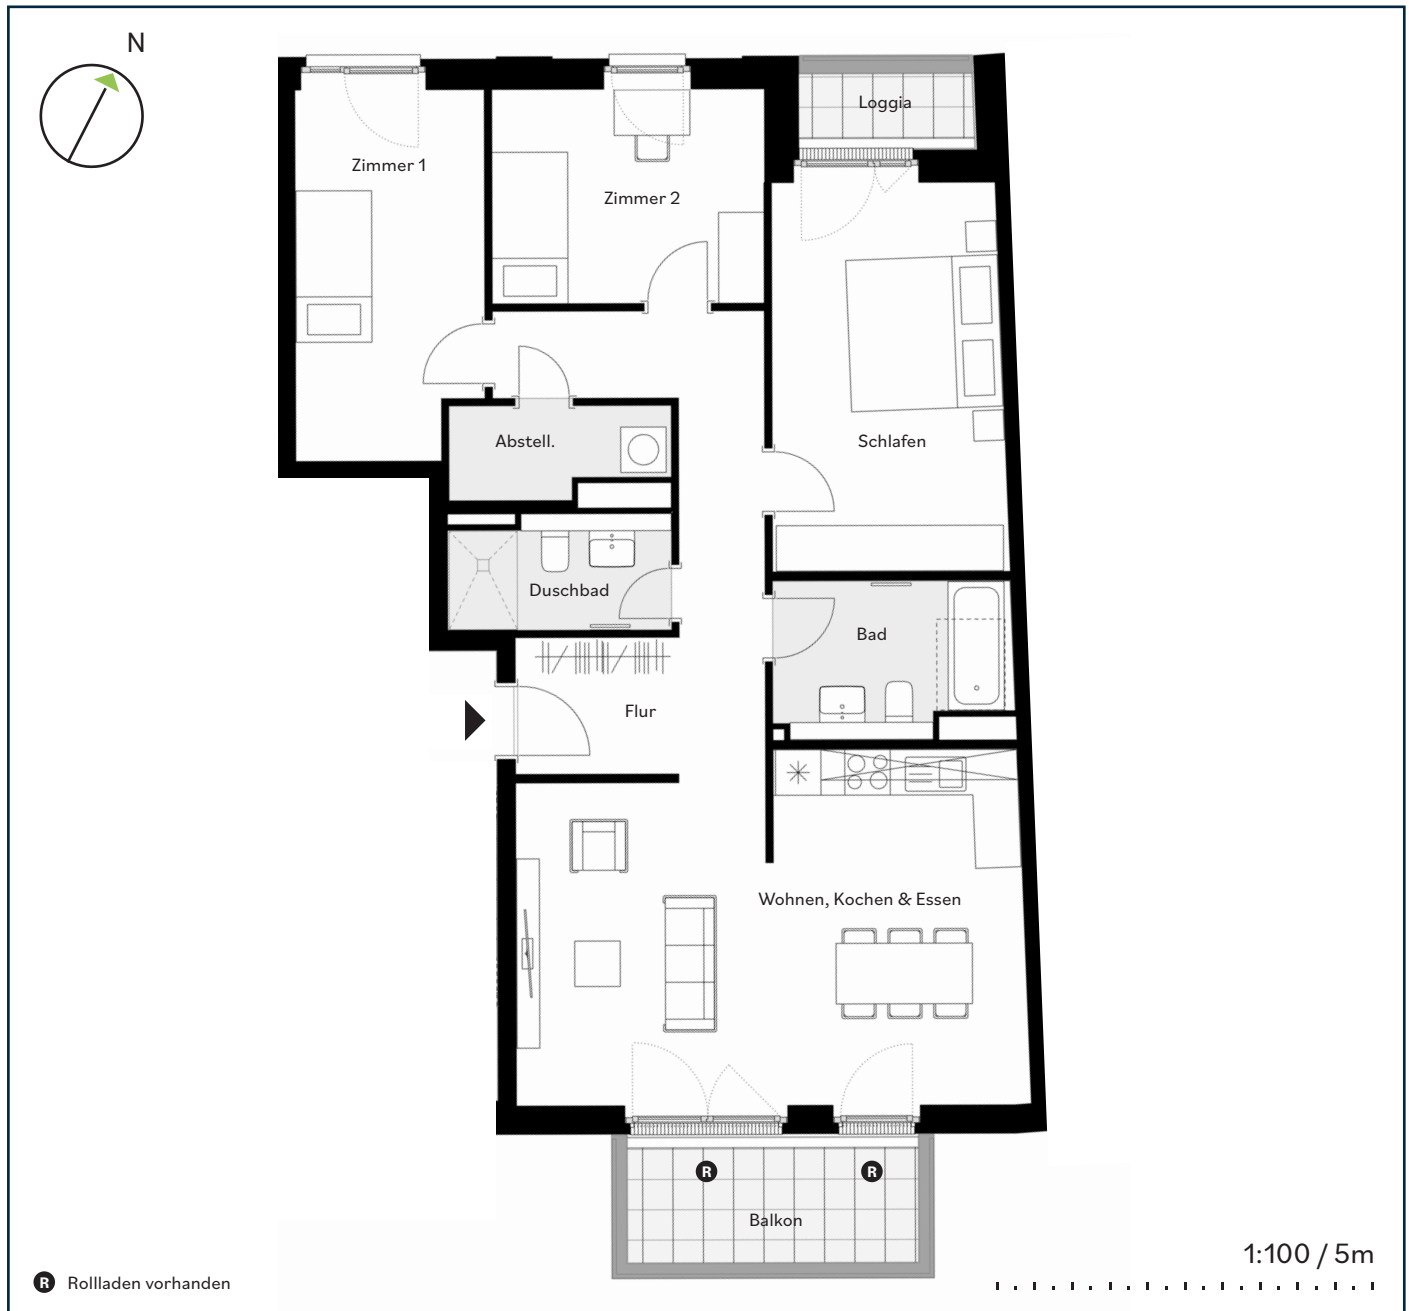 N
Loggia
Zimmer 1
Zimmer 2
Abstell.
Schlafen
Duschbad
Bad
Flur
Wohnen, Kochen & Essen
R R
Balkon
1:100 / 5m
R Rollladen vorhanden